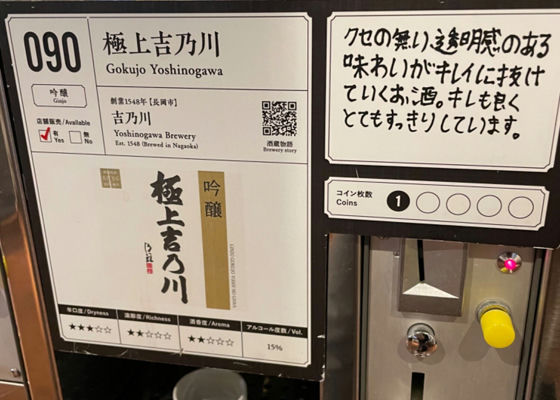 090
極上吉乃川
Gokujo Yoshinogawa
吟醸
Ginjo
店舗販売/Available
有
Yes
無
No
創業1548年【長岡市】
吉乃川
Yoshinogawa Brewery
Est. 1548 (Brewed in Nagaoka)
酒蔵物語
Brewery story
吟醸
極上吉乃川
辛口度/Dryness
★★★☆☆
濃醇度/Richness
★★☆☆☆
酒香度/Aroma
★★☆☆☆
アルコール度数/Vol.
15%
クセの無い透明感のある
味わいがキレイに抜け
ていくお酒。キレも良く
とてもすっきりしています。
コイン枚数
Coins
1